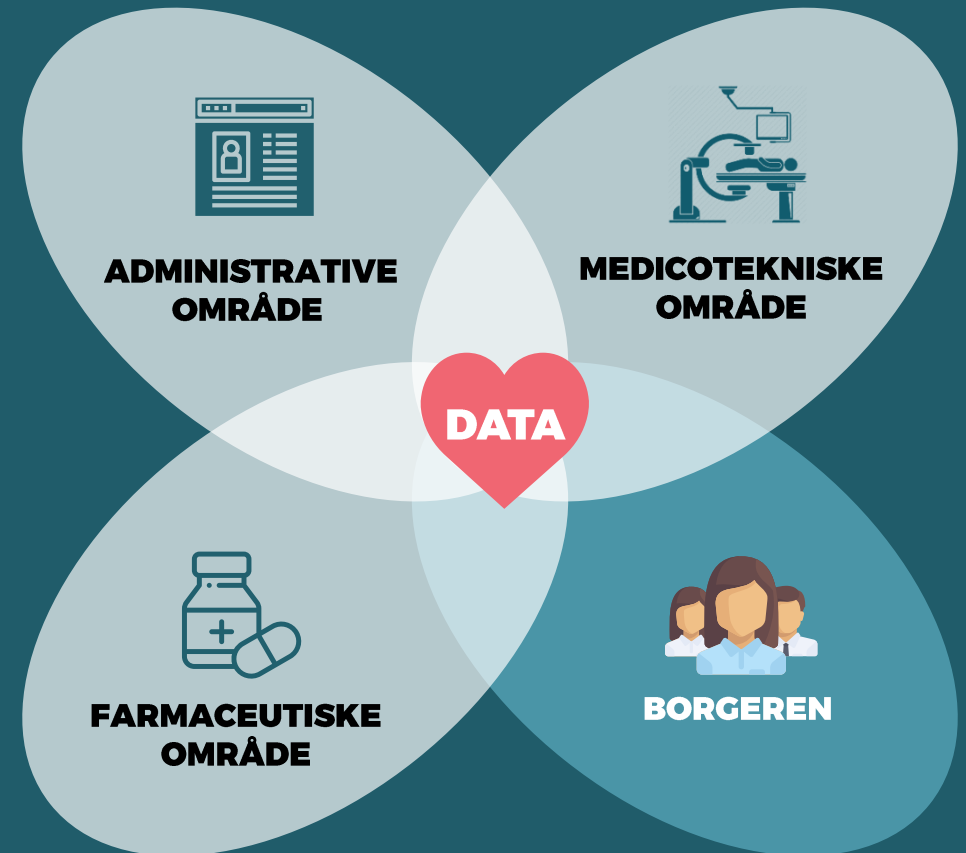 ADMINISTRATIVE
OMRÅDE
MEDICOTEKNISKE
OMRÅDE
DATA
FARMACEUTISKE
OMRÅDE
BORGEREN